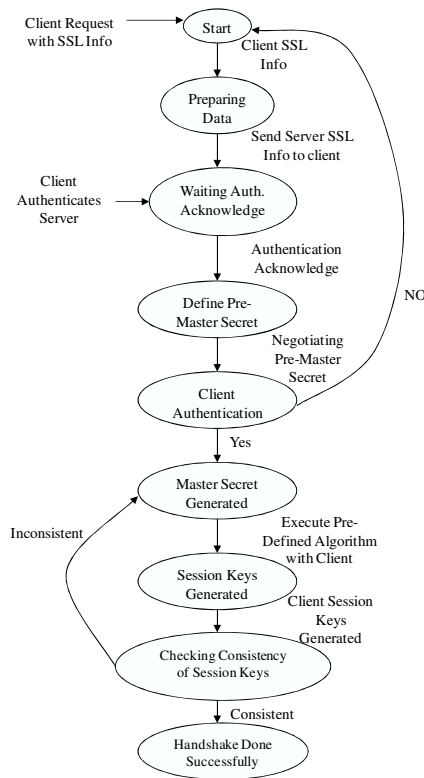 Client Request
with SSL Info
Start
Client SSL
Info
Preparing
Data
Send Server SSL
Info to client
Client
Authenticates
Server
Waiting Auth.
Acknowledge
Authentication
Acknowledge
Define Pre-
Master Secret
NO
Negotiating
Pre-Master
Secret
Client
Authentication
Yes
Master Secret
Generated
Inconsistent
Execute Pre-
Defined Algorithm
with Client
Session Keys
Generated
Client Session
Keys
Generated
Checking Consistency
of Session Keys
Consistent
Handshake Done
Successfully